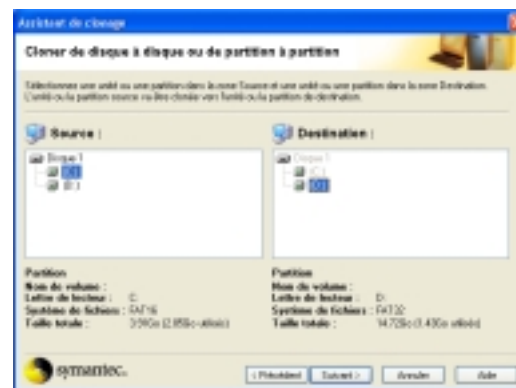 Assistant de clonage
Cloner de disque à disque ou de partition à partition
Sélectionnez une unité ou une partition dans la zone Source et une unité ou une partition dans la zone Destination.
L'unité ou la partition source va être clonée vers l'unité ou la partition de destination.
Source :
Destination :
Disque 1
(C:)
(D:)
Disque 1
(C:)
(D:)
Partition
Nom de volume :
Lettre de lecteur : C:
Système de fichiers : FAT16
Taille totale :
Partition
Nom de volume :
Lettre de lecteur : D:
Système de fichiers : FAT32
Taille totale :
symantec.
< Précédent
Suivant >
Annuler
Aide